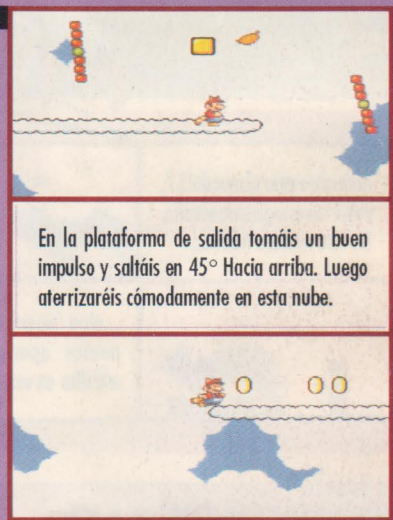 En la plataforma de salida tomáis un buen
impulso y saltáis en 45° Hacia arriba. Luego
aterrizaréis cómodamente en esta nube.